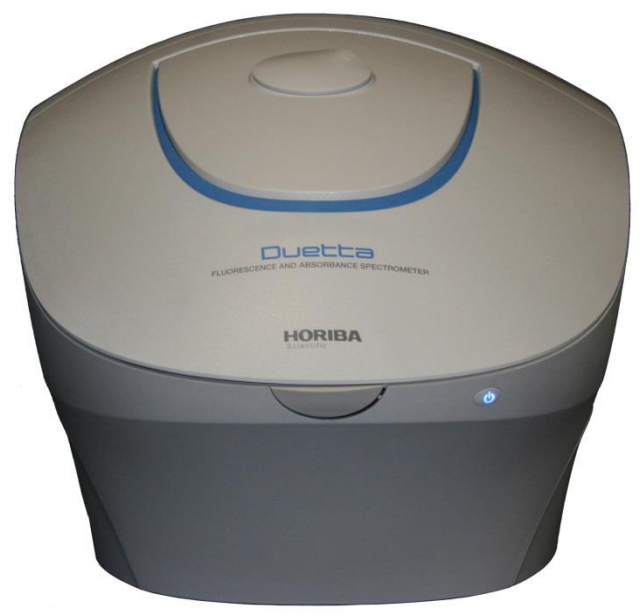 Duetta
FLUORESCENCE AND ABSORBANCE SPECTROMETER
HORIBA
Scientific